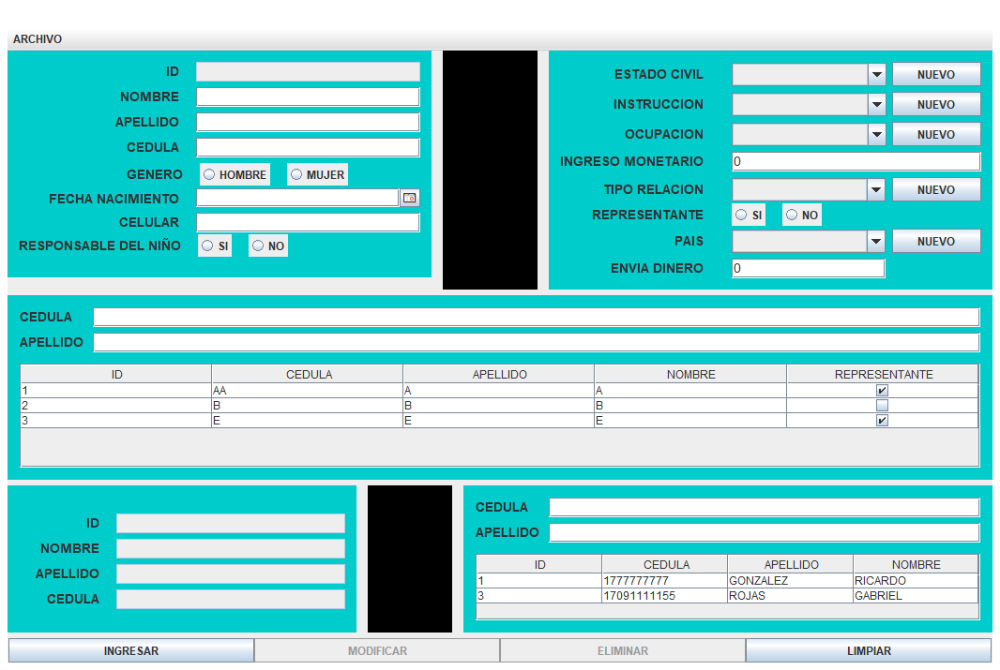 ARCHIVO
ID
NOMBRE
APELLIDO
CEDULA
GENERO HOMBRE MUJER
FECHA NACIMIENTO
CELULAR
RESPONSABLE DEL NIÑO SI NO
ESTADO CIVIL NUEVO
INSTRUCCION NUEVO
OCUPACION NUEVO
INGRESO MONETARIO 0
TIPO RELACION NUEVO
REPRESENTANTE SI NO
PAIS NUEVO
ENVIA DINERO 0
CEDULA
APELLIDO
ID CEDULA APELLIDO NOMBRE REPRESENTANTE
1 AA A A
2 B B B
3 E E E
ID
NOMBRE
APELLIDO
CEDULA
CEDULA
APELLIDO
ID CEDULA APELLIDO NOMBRE
1 1777777777 GONZALEZ RICARDO
3 17091111155 ROJAS GABRIEL
INGRESAR MODIFICAR ELIMINAR LIMPIAR